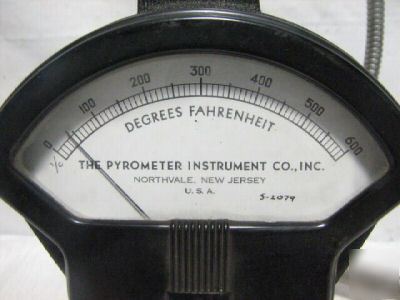 0 100 200 300 400 500 600
DEGREES FAHRENHEIT
THE PYROMETER INSTRUMENT CO., INC.
NORTHVALE, NEW JERSEY
U.S.A.
S-2079